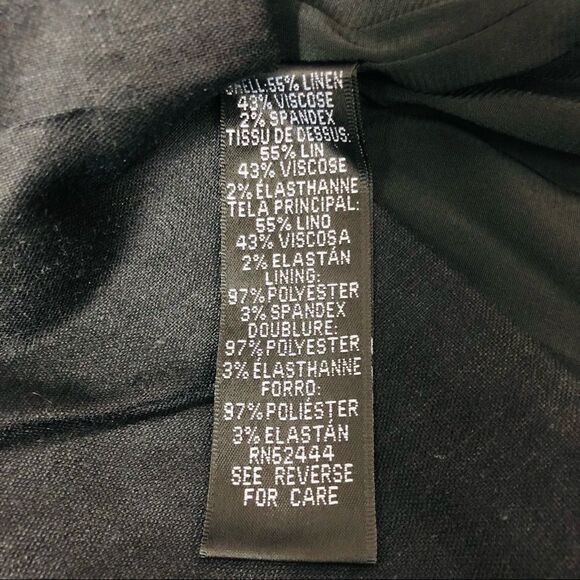 SHELL:55% LINEN
43% VISCOSE
2% SPANDEX
TISSU DE DESSUS:
55% LIN
43% VISCOSE
2% ÉLASTHANNE
TELA PRINCIPAL:
55% LINO
43% VISCOSA
2% ELASTÁN
LINING:
97% POLYESTER
3% SPANDEX
DOUBLURE:
97% POLYESTER
3% ÉLASTHANNE
FORRO:
97% POLIÉSTER
3% ELASTÁN
RN62444
SEE REVERSE
FOR CARE